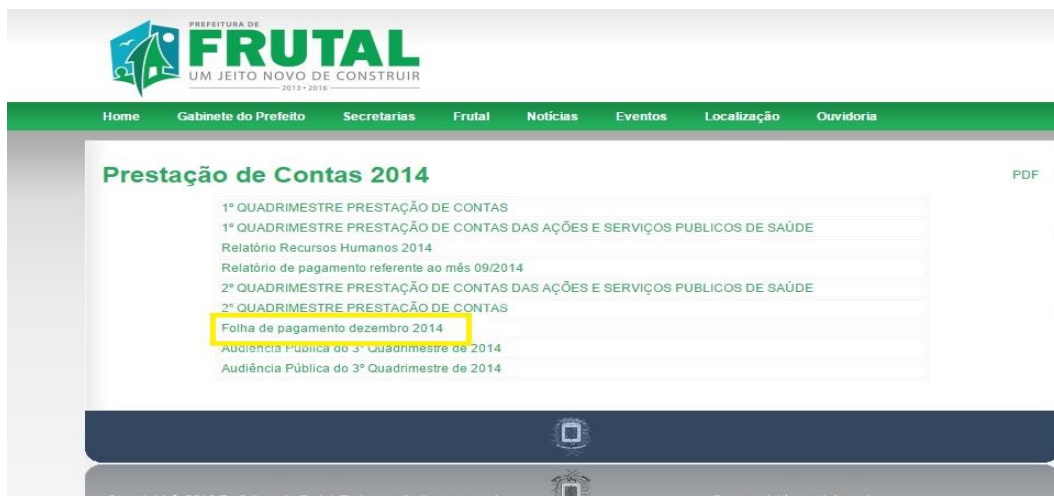 PREFEITURA DE
FRUTAL
UM JEITO NOVO DE CONSTRUIR
2013 • 2016
Home Gabinete do Prefeito Secretarias Frutal Notícias Eventos Localização Ouvidoria
Prestação de Contas 2014
PDF
1º QUADRIMESTRE PRESTAÇÃO DE CONTAS
1º QUADRIMESTRE PRESTAÇÃO DE CONTAS DAS AÇÕES E SERVIÇOS PUBLICOS DE SAÚDE
Relatório Recursos Humanos 2014
Relatório de pagamento referente ao mês 09/2014
2º QUADRIMESTRE PRESTAÇÃO DE CONTAS DAS AÇÕES E SERVIÇOS PUBLICOS DE SAÚDE
2º QUADRIMESTRE PRESTAÇÃO DE CONTAS
Folha de pagamento dezembro 2014
Audiência Pública do 3º Quadrimestre de 2014
Audiência Pública do 3º Quadrimestre de 2014